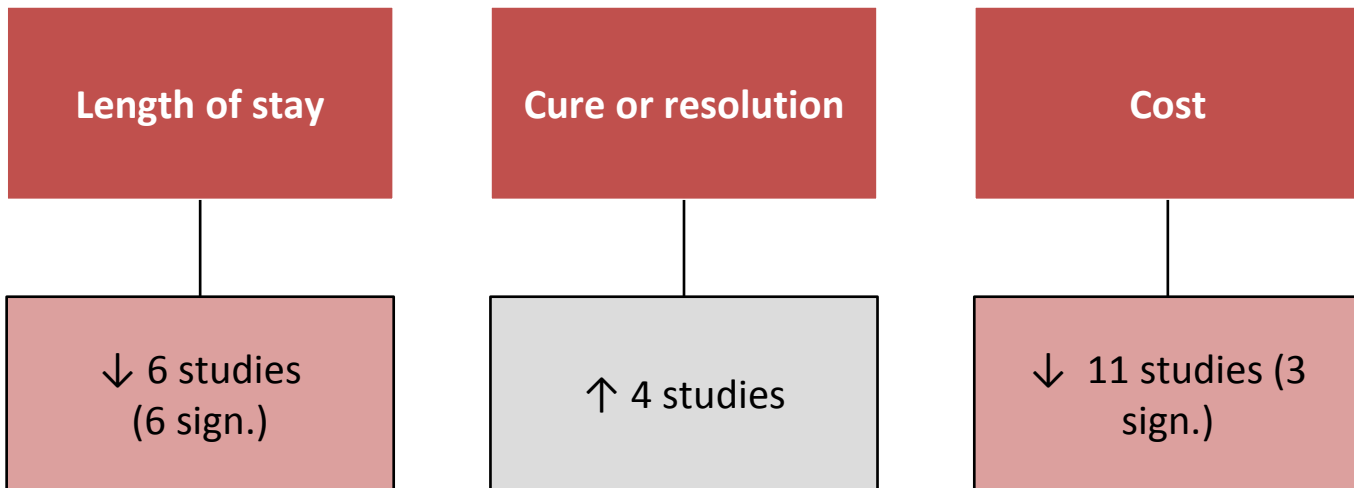 Length of stay
Cure or resolution
Cost
↓ 6 studies
(6 sign.)
↑ 4 studies
↓ 11 studies (3
sign.)